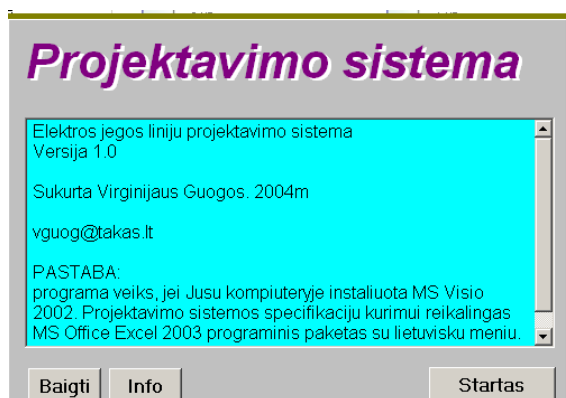 Projektavimo sistema
Elektros jegos liniju projektavimo sistema
Versija 1.0
Sukurta Virginijaus Guogos. 2004m
vguog@takas.lt
PASTABA:
programa veiks, jei Jusu kompiuteryje instaliuota MS Visio
2002. Projektavimo sistemos specifikaciju kurimui reikalingas
MS Office Excel 2003 programinis paketas su lietuvisku meniu.
Baigti Info Startas